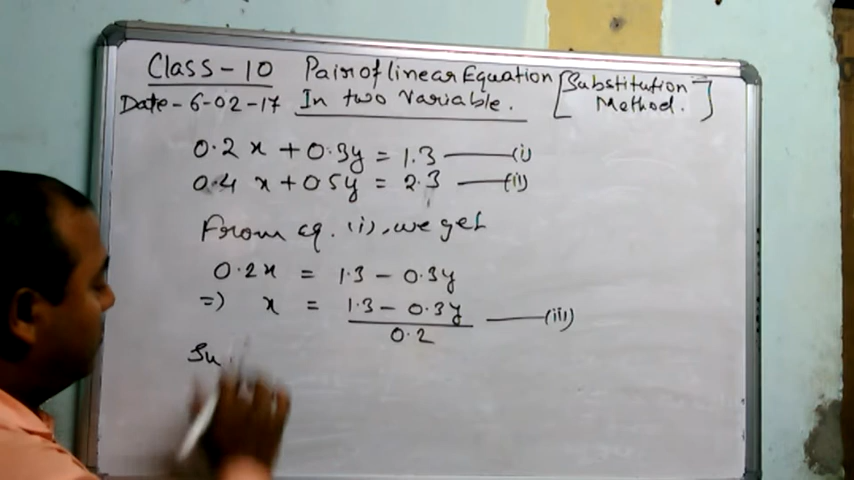 Class-10 Pair of linear Equation [Substitution Method.]
Date-6-02-17 In two Variable.
0.2x + 0.3y = 1.3 —— (i)
0.4x + 0.5y = 2.3 —— (ii)
From eq. (i), we get
0.2x = 1.3 - 0.3y
=) x = 1.3 - 0.3y / 0.2 —— (iii)
Su